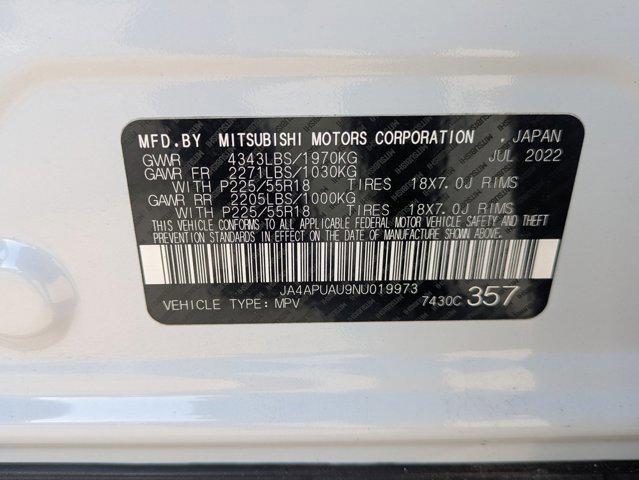 MFD.BY MITSUBISHI MOTORS CORPORATION . JAPAN
GVWR 4343LBS/1970KG JUL 2022
GAWR FR 2271LBS/1030KG
WITH P225/55R18 TIRES 18X7.0J RIMS
GAWR RR 2205LBS/1000KG
WITH P225/55R18 TIRES 18X7.0J RIMS
THIS VEHICLE CONFORMS TO ALL APPLICABLE FEDERAL MOTOR VEHICLE SAFETY AND THEFT
PREVENTION STANDARDS IN EFFECT ON THE DATE OF MANUFACTURE SHOWN ABOVE.
JA4APUAU9NU019973
VEHICLE TYPE:MPV 7430C 357